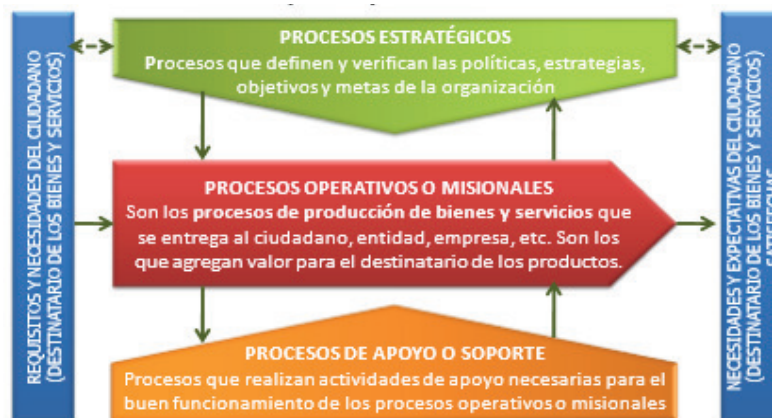 REQUISITOS Y NECESIDADES DEL CIUDADANO
(DESTINATARIO DE LOS BIENES Y SERVICIOS)
PROCESOS ESTRATÉGICOS
Procesos que definen y verifican las políticas, estrategias,
objetivos y metas de la organización
PROCESOS OPERATIVOS O MISIONALES
Son los procesos de producción de bienes y servicios que
se entrega al ciudadano, entidad, empresa, etc. Son los
que agregan valor para el destinatario de los productos.
PROCESOS DE APOYO O SOPORTE
Procesos que realizan actividades de apoyo necesarias para el
buen funcionamiento de los procesos operativos o misionales
NECESIDADES Y EXPECTATIVAS DEL CIUDADANO
(DESTINATARIO DE LOS BIENES Y SERVICIOS)